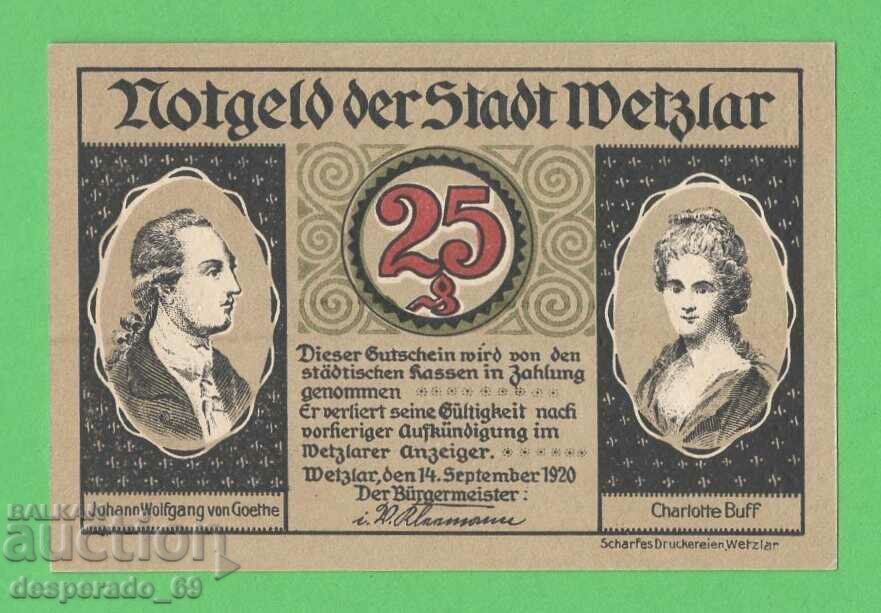 Notgeld der Stadt Wetzlar
25
₰
Dieser Gutschein wird von den
städtischen Kassen in Zahlung
genommen
Er verliert seine Gültigkeit nach
vorheriger Aufkündigung im
Wetzlarer Anzeiger.
Wetzlar, den 14. September 1920
Der Bürgermeister:
i. V.
Johann Wolfgang von Goethe
Charlotte Buff
Scharfes Druckereien, Wetzlar
BALKAN
auction
desperado_69